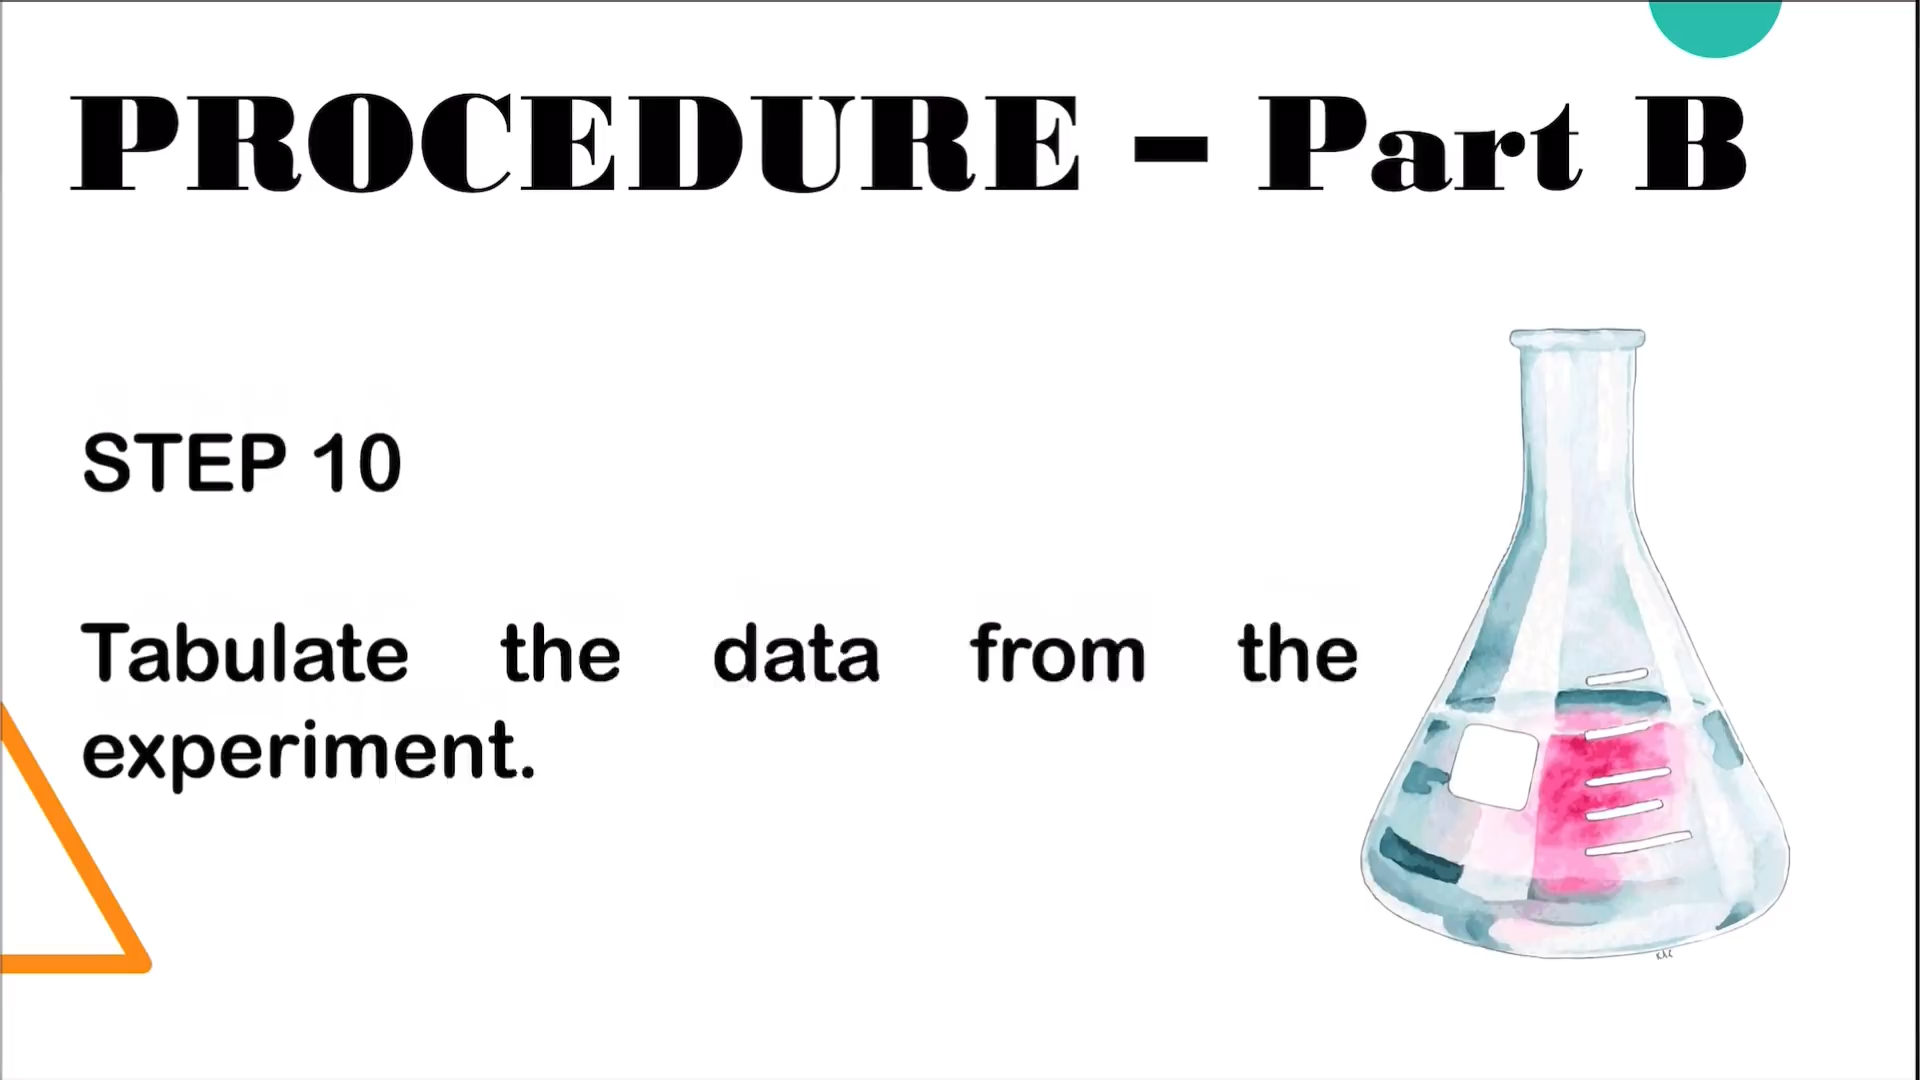 PROCEDURE – Part B
STEP 10
Tabulate the data from the
experiment.